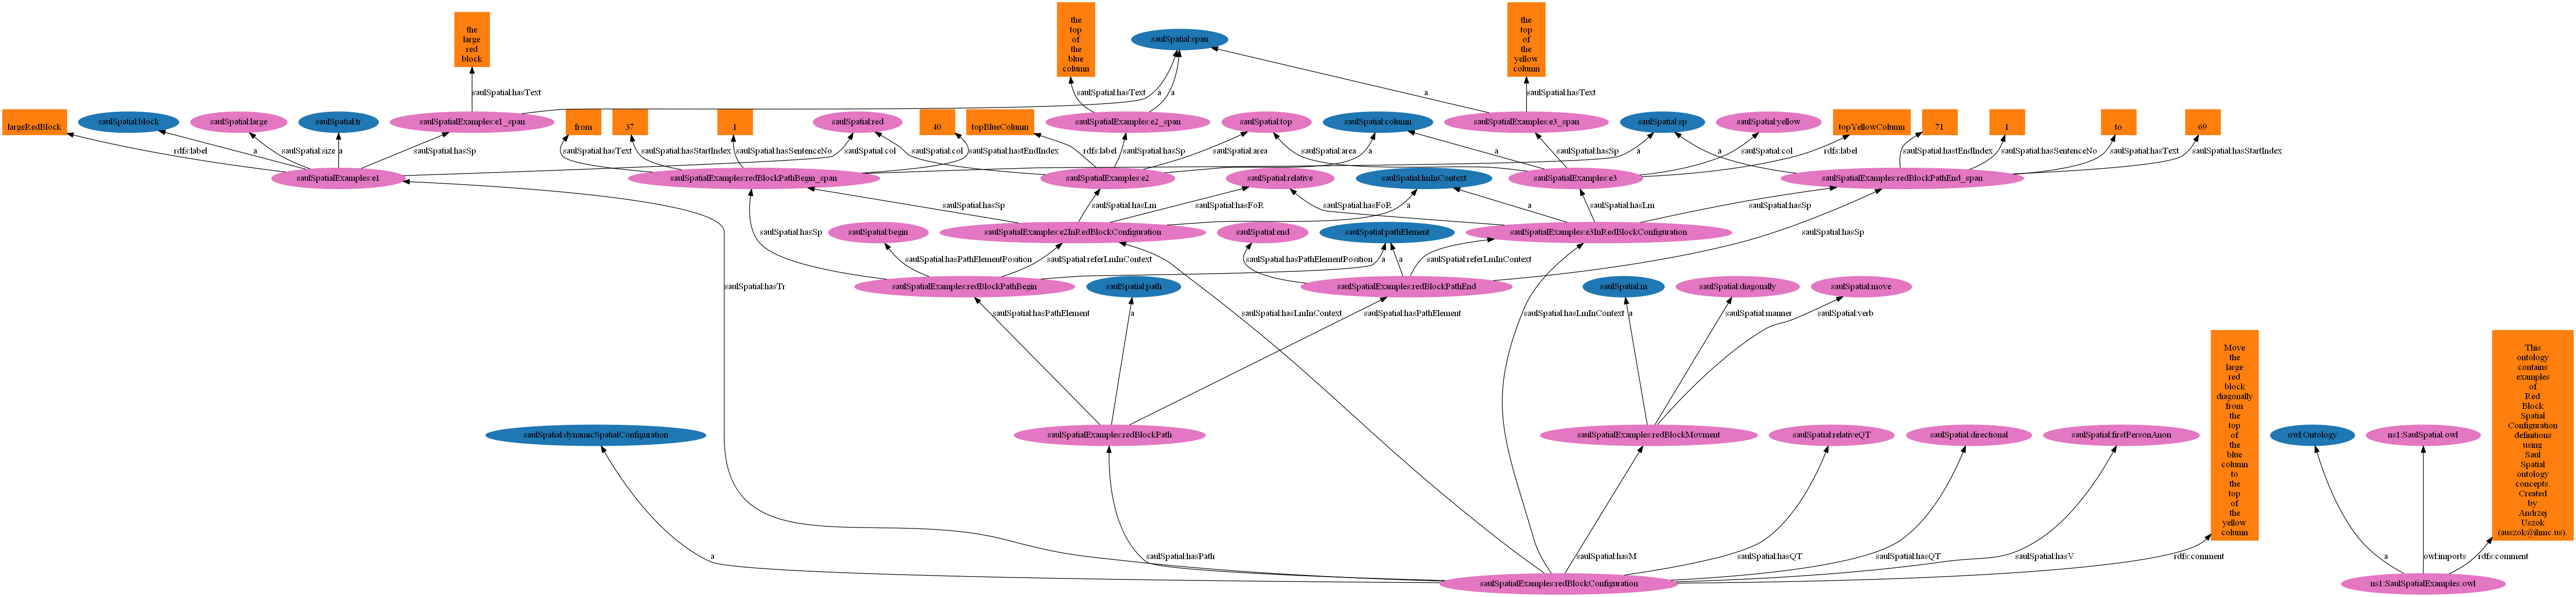 the
large
red
block
the
top
of
the
blue
column
saulSpatial:span
the
top
of
the
yellow
column
saulSpatial:hasText
saulSpatial:hasText
a
a
a
saulSpatial:hasText
largeRedBlock
saulSpatial:block
saulSpatial:large
saulSpatial:tr
saulSpatialExamples:e1_span
from
37
1
saulSpatial:red
40
topBlueColumn
saulSpatialExamples:e2_span
saulSpatial:top
saulSpatial:column
saulSpatialExamples:e3_span
saulSpatial:sp
saulSpatial:yellow
topYellowColumn
71
1
to
69
rdfs:label
a
saulSpatial:size
a
saulSpatial:hasSp
saulSpatial:hasText
saulSpatial:hasStartIndex
saulSpatial:hasSentenceNo
saulSpatial:col
saulSpatial:col
saulSpatial:hastEndIndex
rdfs:label
saulSpatial:hasSp
saulSpatial:area
saulSpatial:area
a
a
saulSpatial:hasSp
a
a
saulSpatial:col
rdfs:label
saulSpatial:hastEndIndex
saulSpatial:hasSentenceNo
saulSpatial:hasText
saulSpatial:hasStartIndex
saulSpatialExamples:e1
saulSpatialExamples:redBlockPathBegin_span
saulSpatialExamples:e2
saulSpatial:relative
saulSpatial:lmInContext
saulSpatialExamples:e3
saulSpatialExamples:redBlockPathEnd_span
saulSpatial:hasSp
saulSpatial:hasSp
saulSpatial:hasLm
saulSpatial:hasFoR
saulSpatial:hasFoR
a
a
saulSpatial:hasLm
saulSpatial:hasSp
saulSpatial:hasSp
saulSpatial:begin
saulSpatialExamples:e2InRedBlockConfiguration
saulSpatial:end
saulSpatial:pathElement
saulSpatialExamples:e3InRedBlockConfiguration
saulSpatial:hasPathElementPosition
saulSpatial:referLmInContext
saulSpatial:hasPathElementPosition
a
a
saulSpatial:referLmInContext
saulSpatial:hasTr
saulSpatialExamples:redBlockPathBegin
saulSpatial:path
saulSpatialExamples:redBlockPathEnd
saulSpatial:m
saulSpatial:diagonally
saulSpatial:move
saulSpatial:hasPathElement
a
saulSpatial:hasLmInContext
saulSpatial:hasPathElement
saulSpatial:hasLmInContext
a
saulSpatial:manner
saulSpatial:verb
saulSpatial:dynamicSpatialConfiguration
saulSpatialExamples:redBlockPath
saulSpatialExamples:redBlockMovment
saulSpatial:relativeQT
saulSpatial:directional
saulSpatial:firstPersonAnon
Move
the
large
red
block
diagonally
from
the
top
of
the
blue
column
to
the
top
of
the
yellow
column
owl:Ontology
ns1:SaulSpatial.owl
This
ontology
contains
examples
of
Red
Block
Spatial
Configuration
definitions
using
Saul
Spatial
ontology
concepts.
Created
by
Andrzej
Uszok
(auszok@ihmc.us).
a
saulSpatial:hasPath
saulSpatial:hasM
saulSpatial:hasQT
saulSpatial:hasQT
saulSpatial:hasV
rdfs:comment
a
owl:imports
rdfs:comment
saulSpatialExamples:redBlockConfiguration
ns1:SaulSpatialExamples.owl